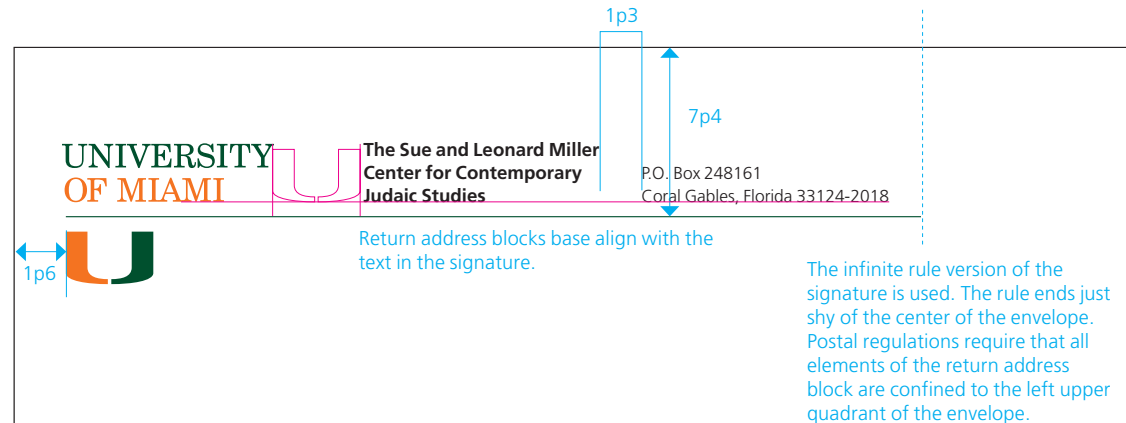 1p3
7p4
UNIVERSITY
OF MIAMI
The Sue and Leonard Miller
Center for Contemporary
Judaic Studies
P.O. Box 248161
Coral Gables, Florida 33124-2018
1p6
Return address blocks base align with the
text in the signature.
The infinite rule version of the
signature is used. The rule ends just
shy of the center of the envelope.
Postal regulations require that all
elements of the return address
block are confined to the left upper
quadrant of the envelope.